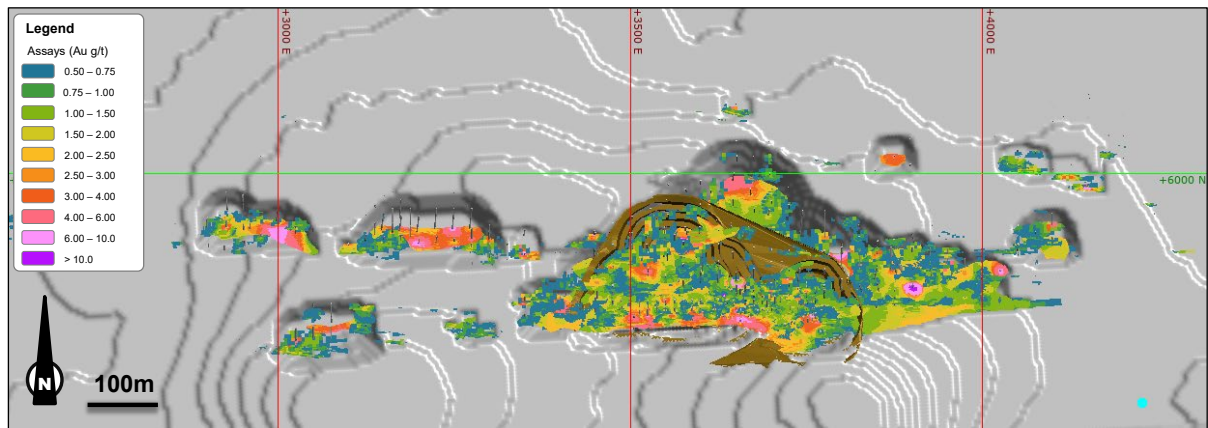 Legend
Assays (Au g/t)
0.50 – 0.75
0.75 – 1.00
1.00 – 1.50
1.50 – 2.00
2.00 – 2.50
2.50 – 3.00
3.00 – 4.00
4.00 – 6.00
6.00 – 10.0
> 10.0
+3000 E
+3500 E
+4000 E
+6000 N
N
100m